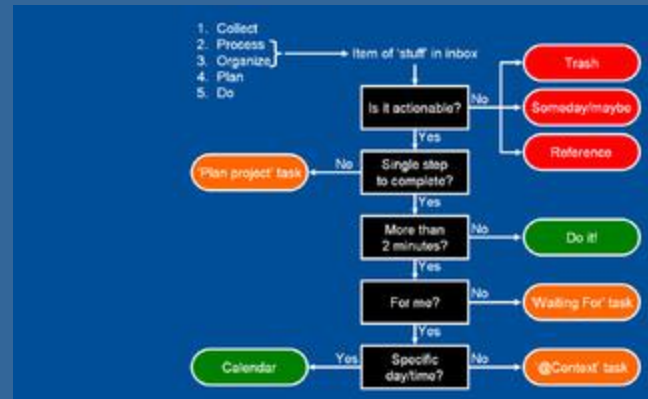 1. Collect
2. Process
3. Organize
4. Plan
5. Do
Item of 'stuff' in inbox
Is it actionable?
No
Trash
Someday/maybe
Reference
Yes
Single step
to complete?
No
'Plan project' task
Yes
More than
2 minutes?
No
Do it!
Yes
For me?
No
'Waiting For' task
Yes
Specific
day/time?
Yes
Calendar
No
'@Context' task